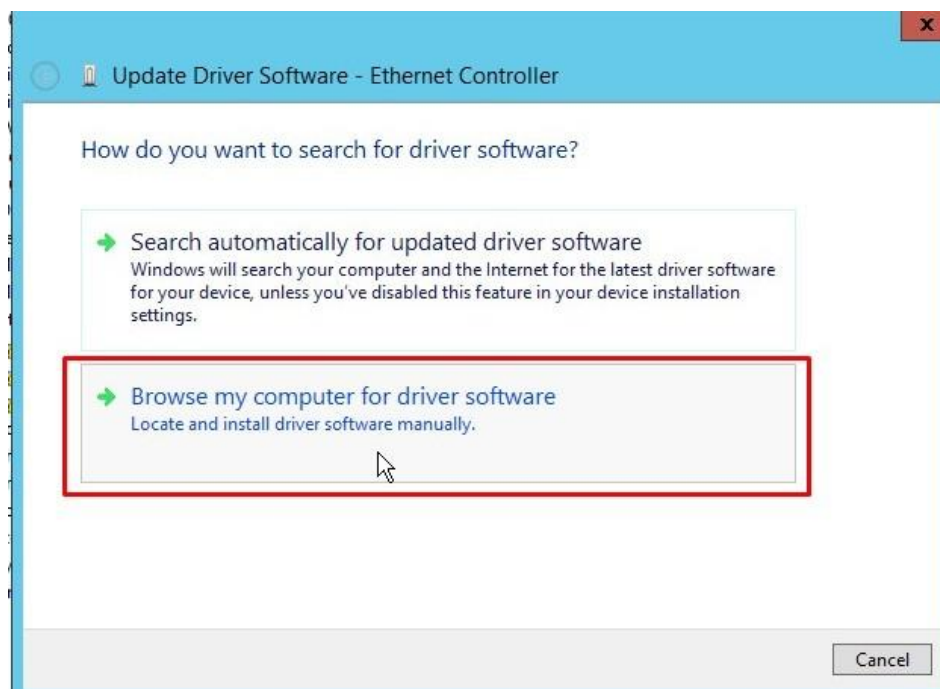 x
Update Driver Software - Ethernet Controller
How do you want to search for driver software?
Search automatically for updated driver software
Windows will search your computer and the Internet for the latest driver software
for your device, unless you've disabled this feature in your device installation
settings.
Browse my computer for driver software
Locate and install driver software manually.
Cancel